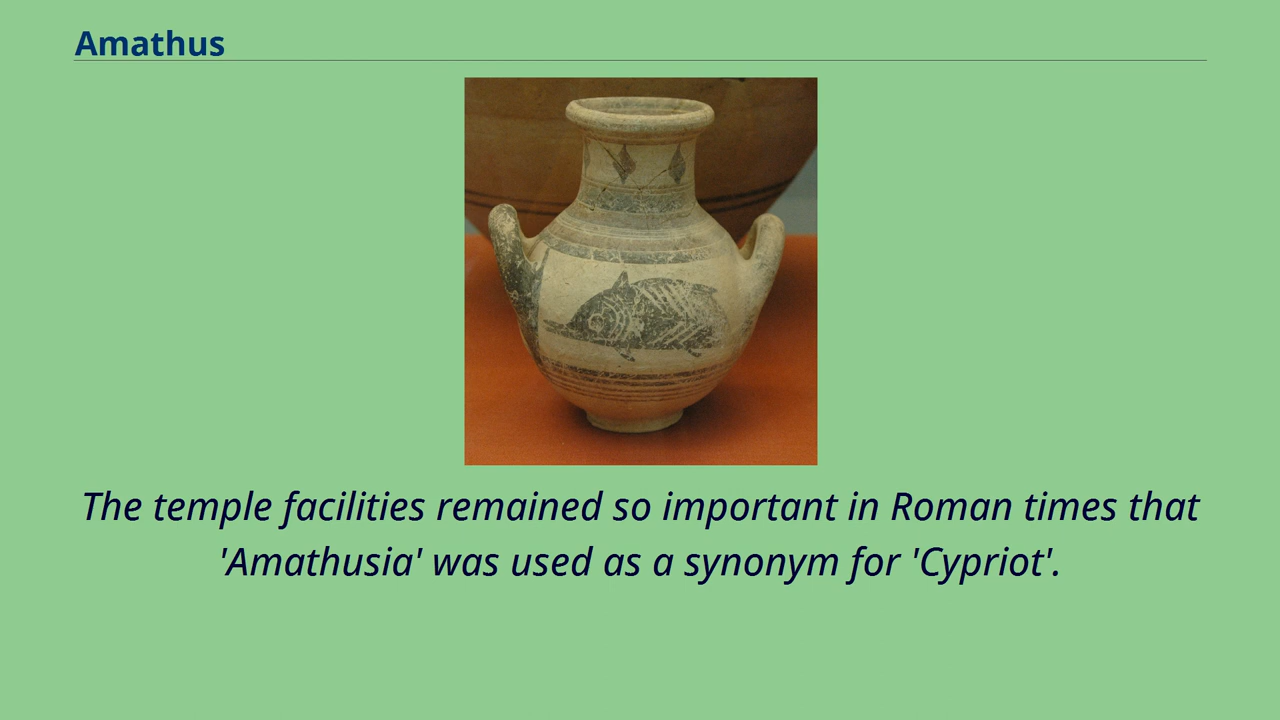 Amathus
The temple facilities remained so important in Roman times that
'Amathusia' was used as a synonym for 'Cypriot'.